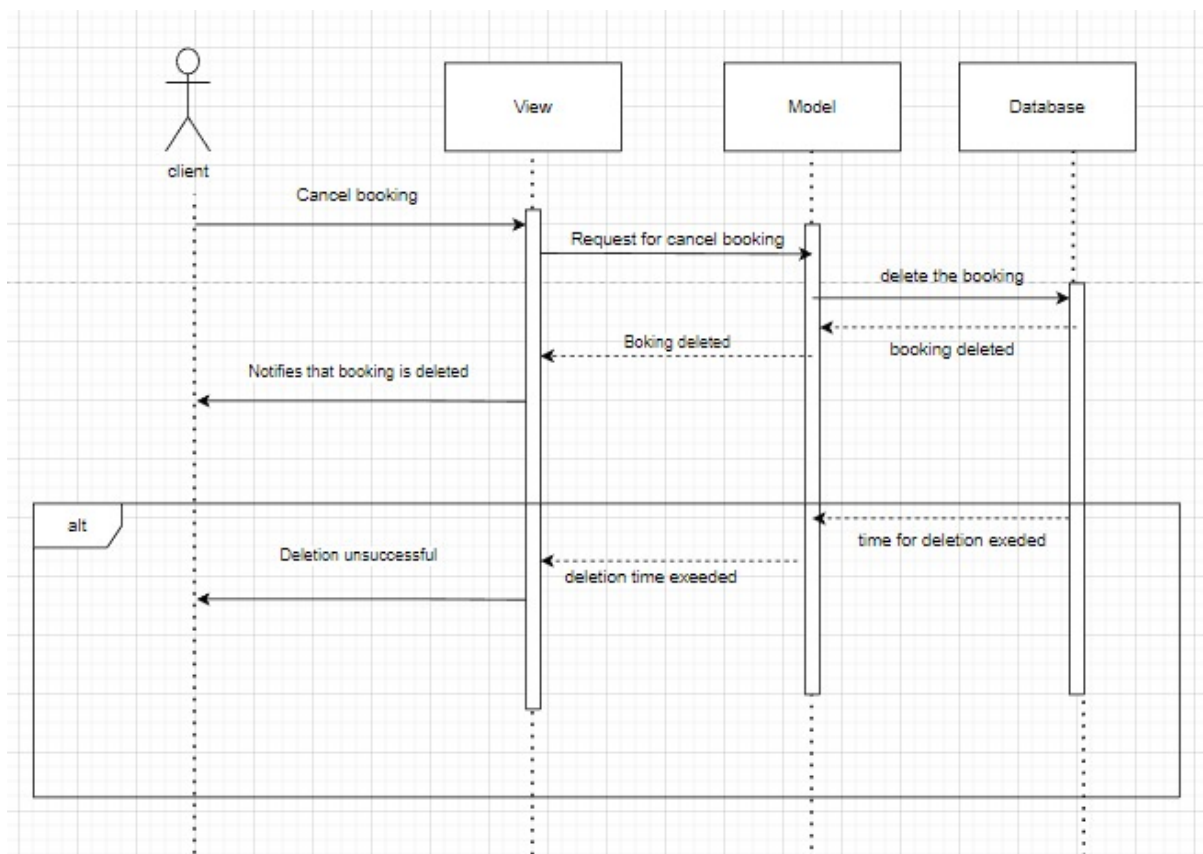 View
Model
Database
client
Cancel booking
Request for cancel booking
delete the booking
Boking deleted
booking deleted
Notifies that booking is deleted
alt
time for deletion exeded
Deletion unsuccessful
deletion time exeeded